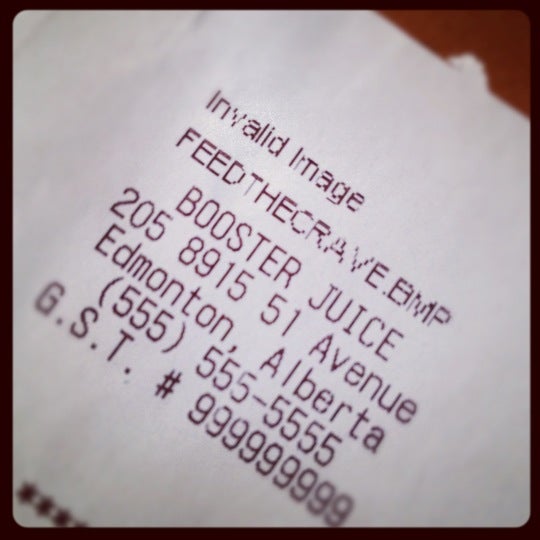 Invalid Image
FEEDTHECRAVE.BMP
BOOSTER JUICE
205 8915 51 Avenue
Edmonton, Alberta
(555) 555-5555
G.S.T. # 999999999
****